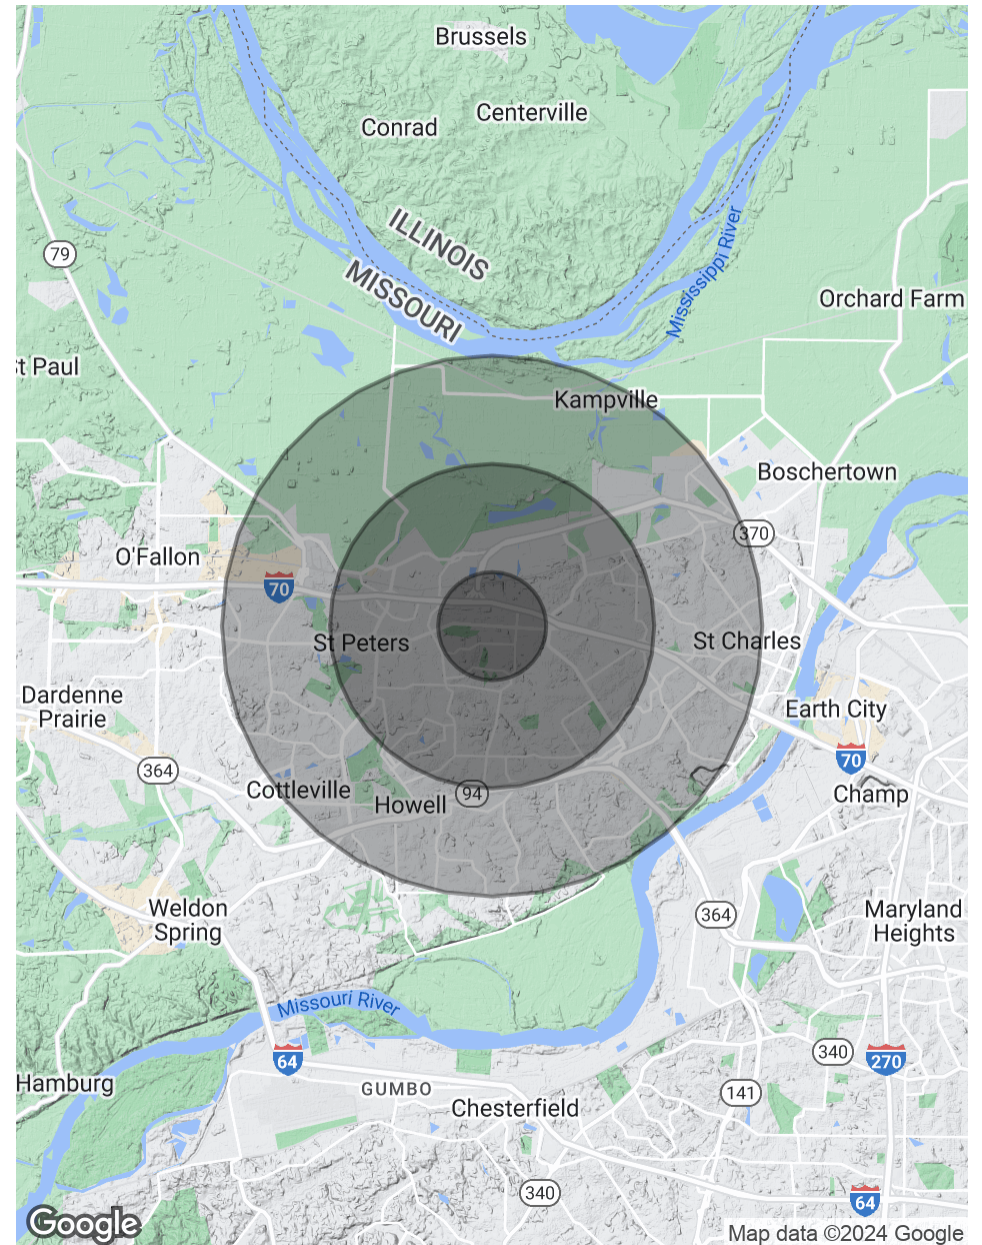 Brussels
Centerville
Conrad
ILLINOIS
MISSOURI
Mississippi River
79
Orchard Farm
t Paul
Kampville
Boschertown
370
O'Fallon
70
St Peters
St Charles
Dardenne
Prairie
Earth City
70
364
Cottleville
Howell
94
Champ
Weldon
Spring
364
Maryland
Heights
Missouri River
64
340
270
Hamburg
GUMBO
141
Chesterfield
340
64
Google
Map data ©2024 Google